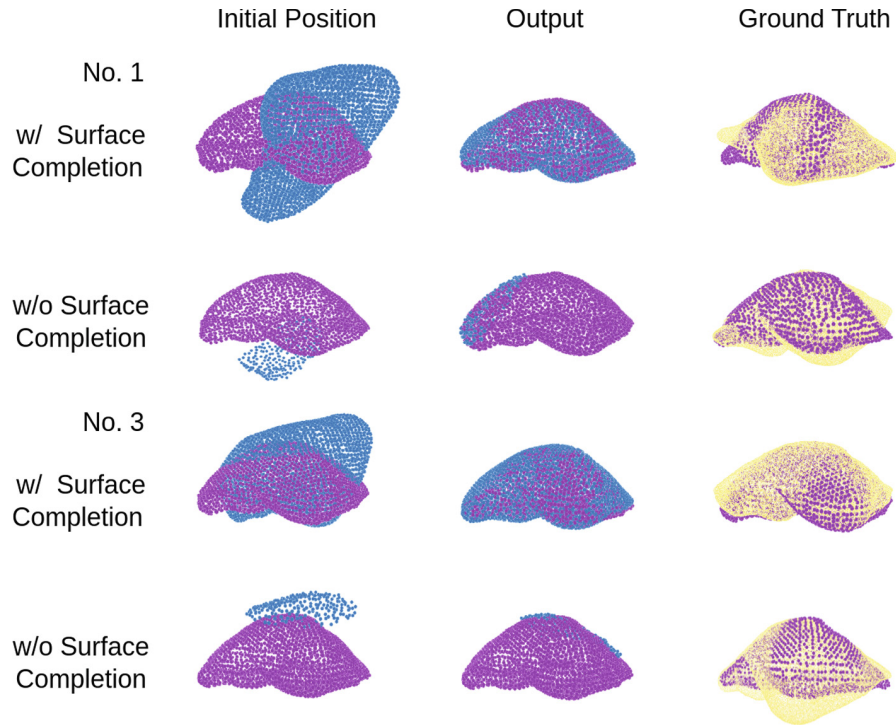 Initial Position Output Ground Truth
No. 1
w/ Surface
Completion
w/o Surface
Completion
No. 3
w/ Surface
Completion
w/o Surface
Completion